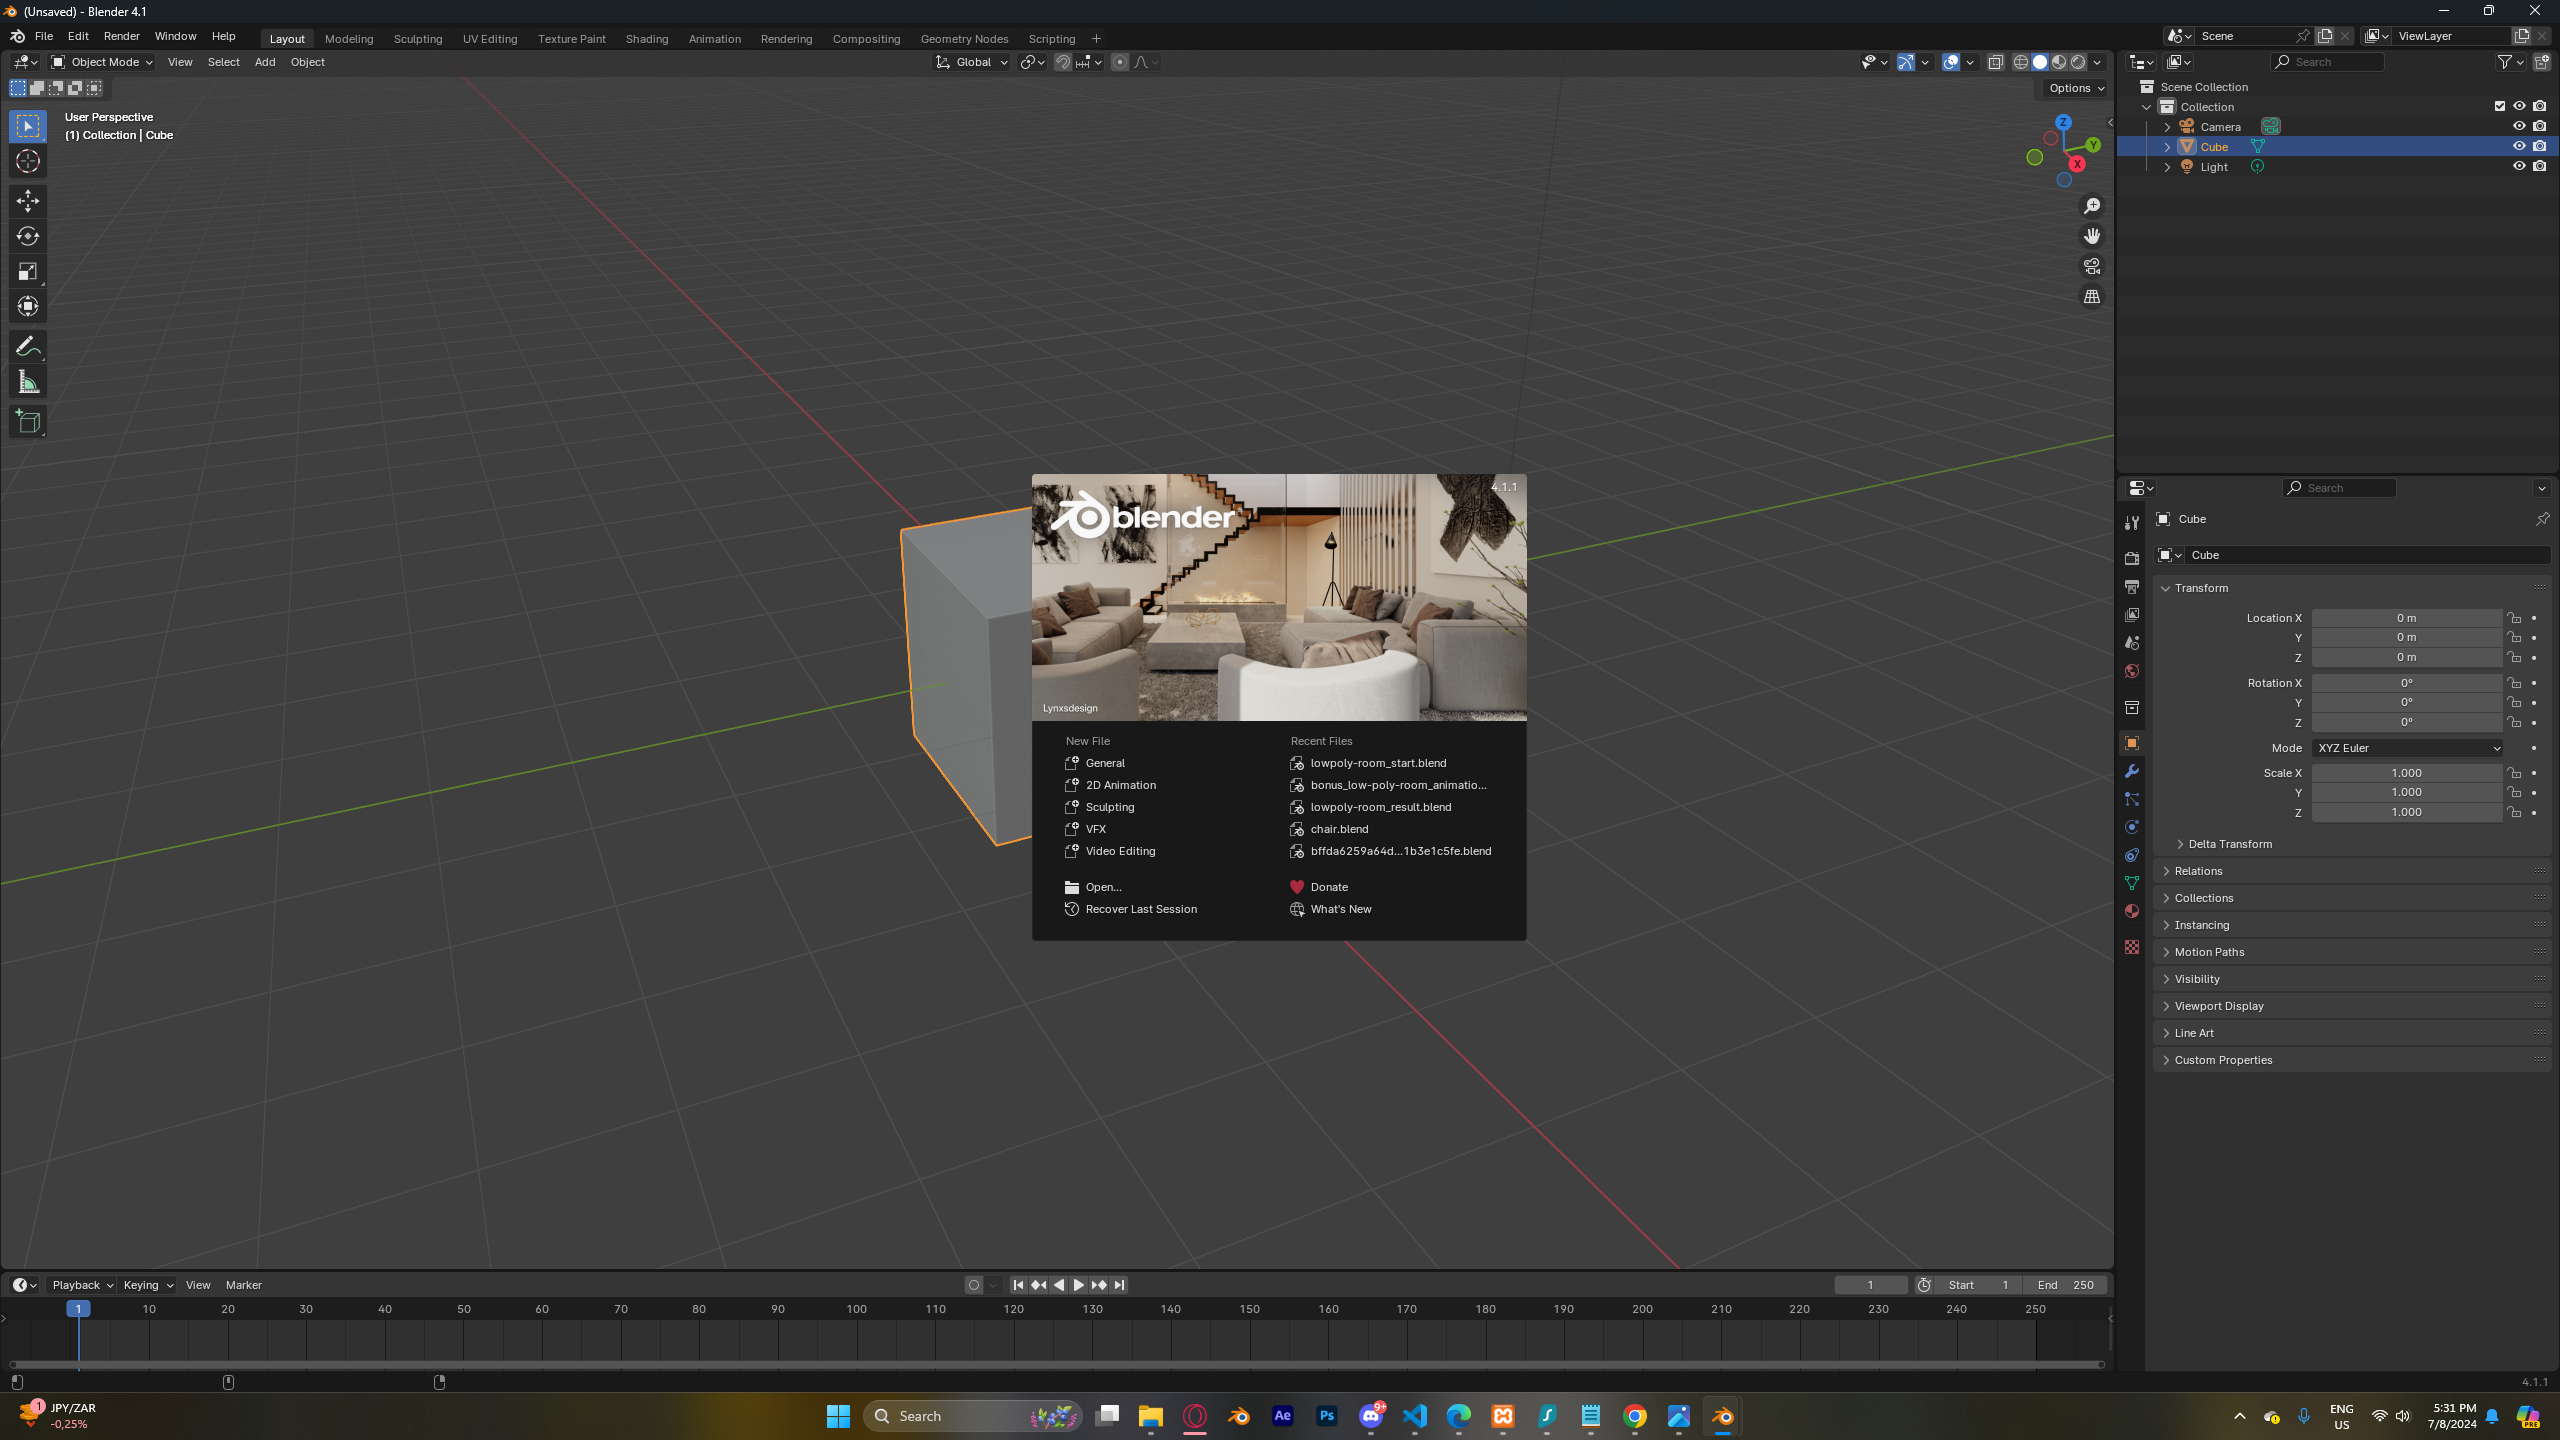 (Unsaved) - Blender 4.1
File Edit Render Window Help Layout Modeling Sculpting UV Editing Texture Paint Shading Animation Rendering Compositing Geometry Nodes Scripting + Scene ViewLayer
Object Mode View Select Add Object Global Search
Options
User Perspective
(1) Collection | Cube
Z
Y
X
Scene Collection
Collection
Camera
Cube
Light
Search
Cube
Cube
Transform
Location X 0 m
Y 0 m
Z 0 m
Rotation X 0°
Y 0°
Z 0°
Mode XYZ Euler
Scale X 1.000
Y 1.000
Z 1.000
Delta Transform
Relations
Collections
Instancing
Motion Paths
Visibility
Viewport Display
Line Art
Custom Properties
4.1.1
blender
Lynxsdesign
New File
General
2D Animation
Sculpting
VFX
Video Editing
Open...
Recover Last Session
Recent Files
lowpoly-room_start.blend
bonus_low-poly-room_animatio...
lowpoly-room_result.blend
chair.blend
bffda6259a64d...1b3e1c5fe.blend
Donate
What's New
Playback Keying View Marker 1 Start 1 End 250
1 10 20 30 40 50 60 70 80 90 100 110 120 130 140 150 160 170 180 190 200 210 220 230 240 250
4.1.1
1 JPY/ZAR
-0,25%
Search
Ae
Ps
9+
PRE
ENG
US
5:31 PM
7/8/2024